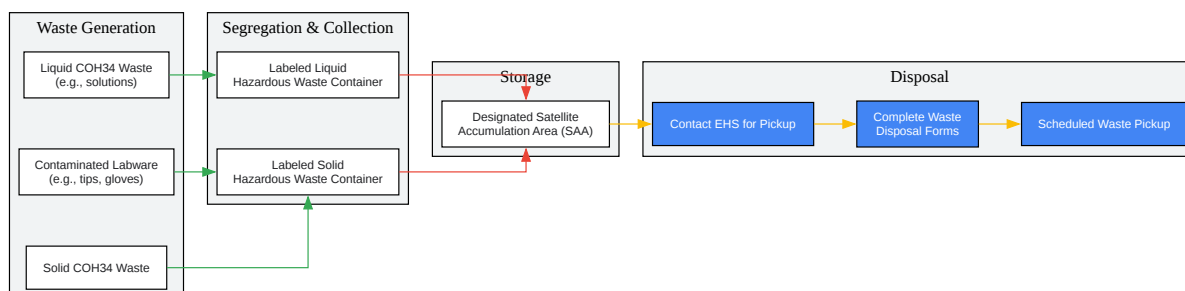 Waste Generation
Liquid COH34 Waste
(e.g., solutions)
Contaminated Labware
(e.g., tips, gloves)
Solid COH34 Waste
Segregation & Collection
Labeled Liquid
Hazardous Waste Container
Labeled Solid
Hazardous Waste Container
Storage
Designated Satellite
Accumulation Area (SAA)
Disposal
Contact EHS for Pickup
Complete Waste
Disposal Forms
Scheduled Waste Pickup